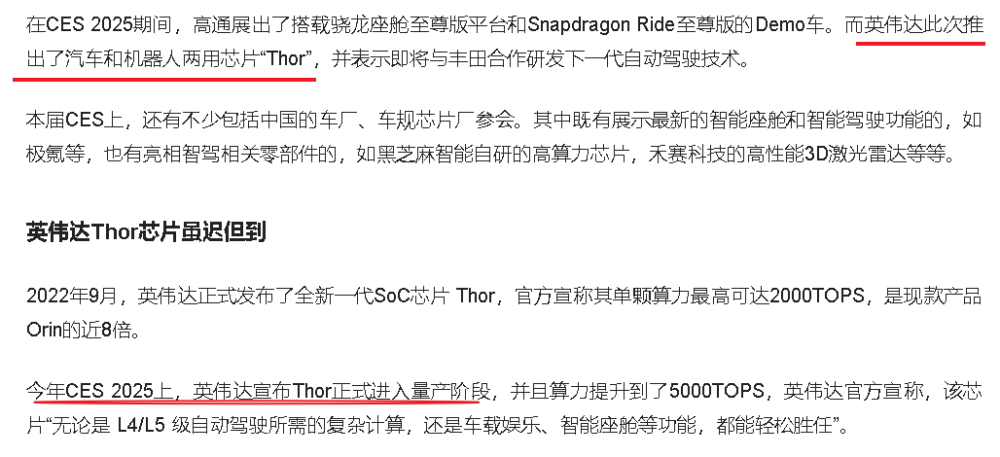 在CES 2025期间，高通展出了搭载骁龙座舱至尊版平台和Snapdragon Ride至尊版的Demo车。而英伟达此次推
出了汽车和机器人两用芯片“Thor”，并表示即将与丰田合作研发下一代自动驾驶技术。
本届CES上，还有不少包括中国的车厂、车规芯片厂参会。其中既有展示最新的智能座舱和智能驾驶功能的，如
极氪等，也有亮相智驾相关零部件的，如黑芝麻智能自研的高算力芯片，禾赛科技的高性能3D激光雷达等等。
英伟达Thor芯片虽迟但到
2022年9月，英伟达正式发布了全新一代SoC芯片 Thor，官方宣称其单颗算力最高可达2000TOPS，是现款产品
Orin的近8倍。
今年CES 2025上，英伟达宣布Thor正式进入量产阶段，并且算力提升到了5000TOPS，英伟达官方宣称，该芯
片“无论是 L4/L5 级自动驾驶所需的复杂计算，还是车载娱乐、智能座舱等功能，都能轻松胜任”。